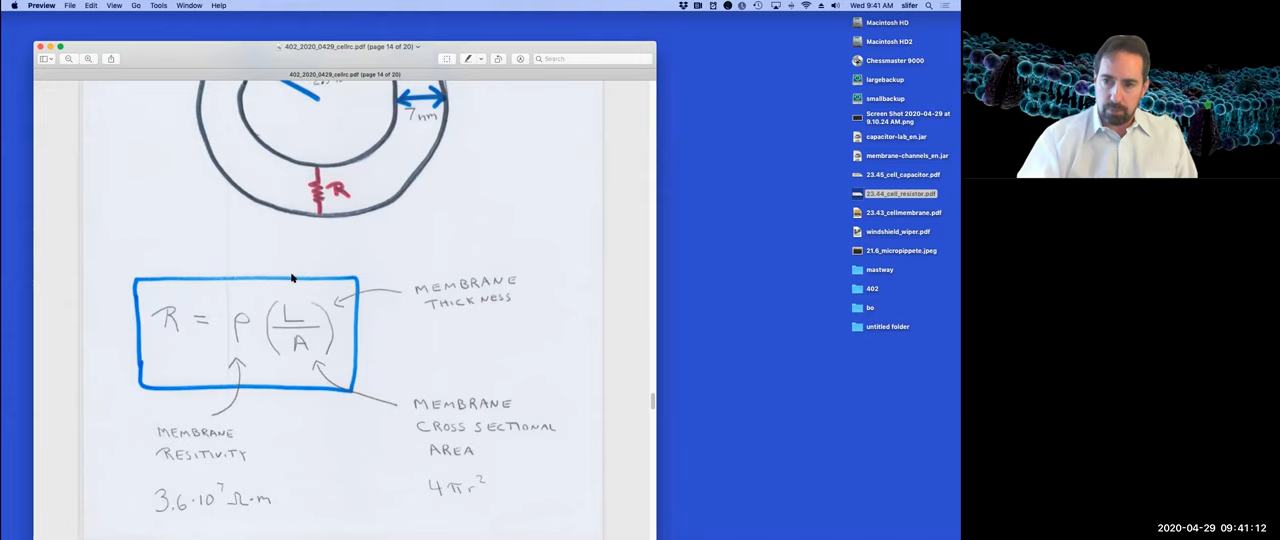 Preview File Edit View Go Tools Window Help
Wed 9:41 AM slifer
402_2020_0429_cellrc.pdf (page 14 of 20)
Search
402_2020_0429_cellrc.pdf (page 14 of 20)
7 nm
R
R = ρ (L/A)
MEMBRANE
THICKNESS
MEMBRANE
RESITIVITY
3.6·10⁷ Ω·m
MEMBRANE
CROSS SECTIONAL
AREA
4πr²
Macintosh HD
Macintosh HD2
Chessmaster 9000
largebackup
smallbackup
Screen Shot 2020-04-29 at
9.10.24 AM.png
capacitor-lab_en.jar
membrane-channels_en.jar
23.45_cell_capacitor.pdf
23.44_cell_resistor.pdf
23.43_cellmembrane.pdf
windshield_wiper.pdf
21.6_micropippete.jpeg
mastway
402
bo
untitled folder
2020-04-29 09:41:12